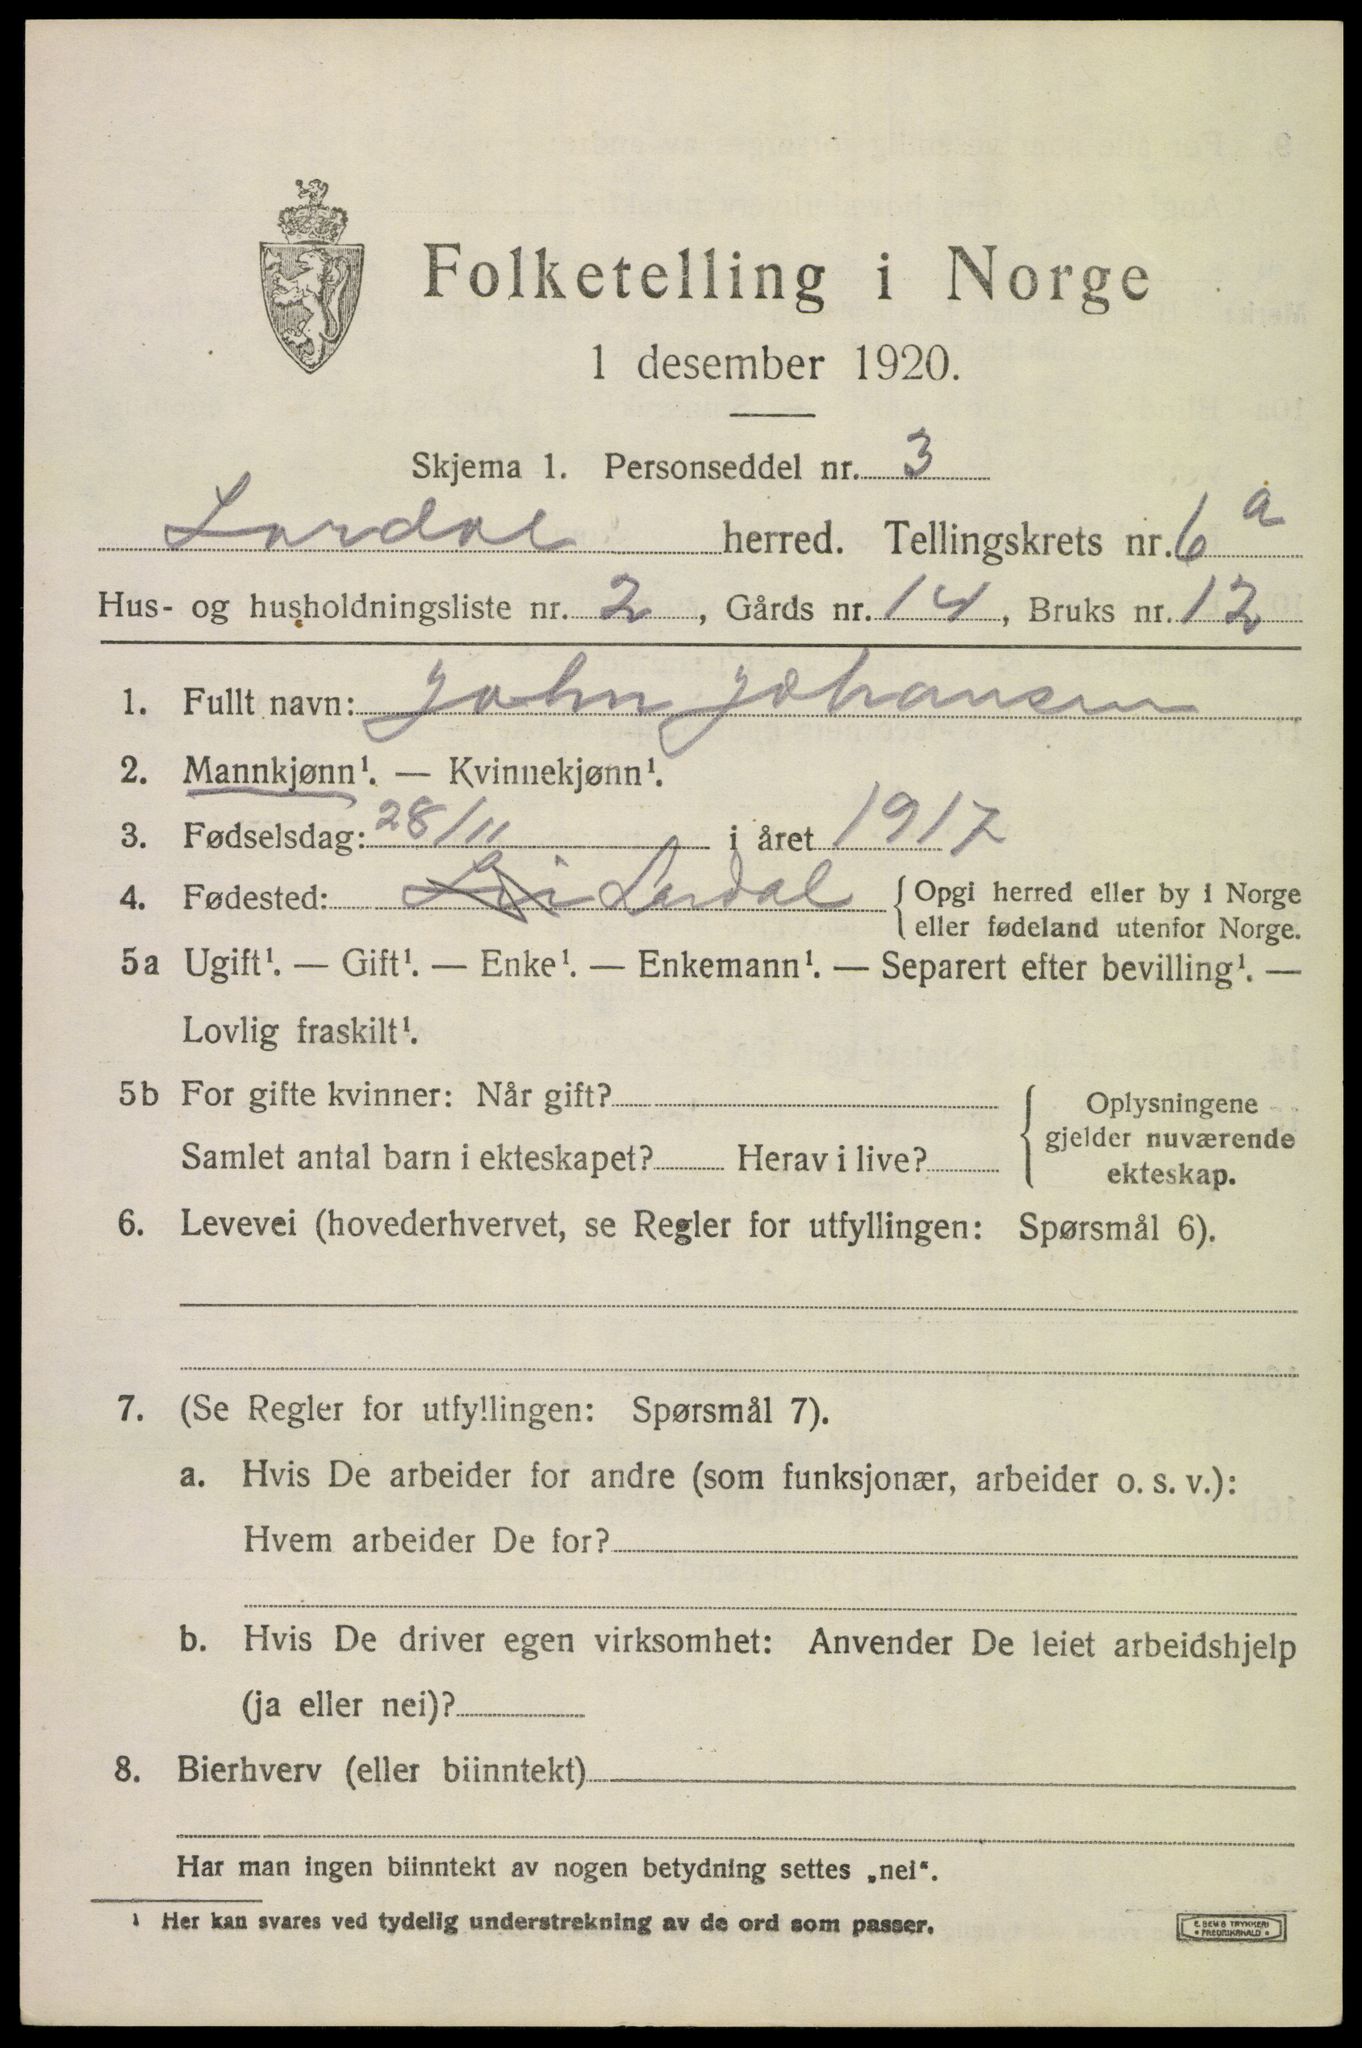 Folketelling i Norge
1 desember 1920.
Skjema 1. Personseddel nr. 3
Lardal herred. Tellingskrets nr. 6 a
Hus- og husholdningsliste nr. 2, Gårds nr. 14, Bruks nr. 12
1. Fullt navn: John Johansen
2. Mannkjønn¹. — Kvinnekjønn¹.
3. Fødselsdag: 28/11 i året 1917
4. Fødested: Lardal { Opgi herred eller by i Norge
eller fødeland utenfor Norge.
5a Ugift¹. — Gift¹. — Enke¹. — Enkemann¹. — Separert efter bevilling¹. —
Lovlig fraskilt¹.
5b For gifte kvinner: Når gift?
Samlet antal barn i ekteskapet? Herav i live?
{ Oplysningene
gjelder nuværende
ekteskap.
6. Levevei (hovederhvervet, se Regler for utfyllingen: Spørsmål 6).
7. (Se Regler for utfyllingen: Spørsmål 7).
a. Hvis De arbeider for andre (som funksjonær, arbeider o. s. v.):
Hvem arbeider De for?
b. Hvis De driver egen virksomhet: Anvender De leiet arbeidshjelp
(ja eller nei)?
8. Bierhverv (eller biinntekt)
Har man ingen biinntekt av nogen betydning settes „nei“.
¹ Her kan svares ved tydelig understrekning av de ord som passer.
E. SEMS TRYKKERI
• FREDRIKSHALD •